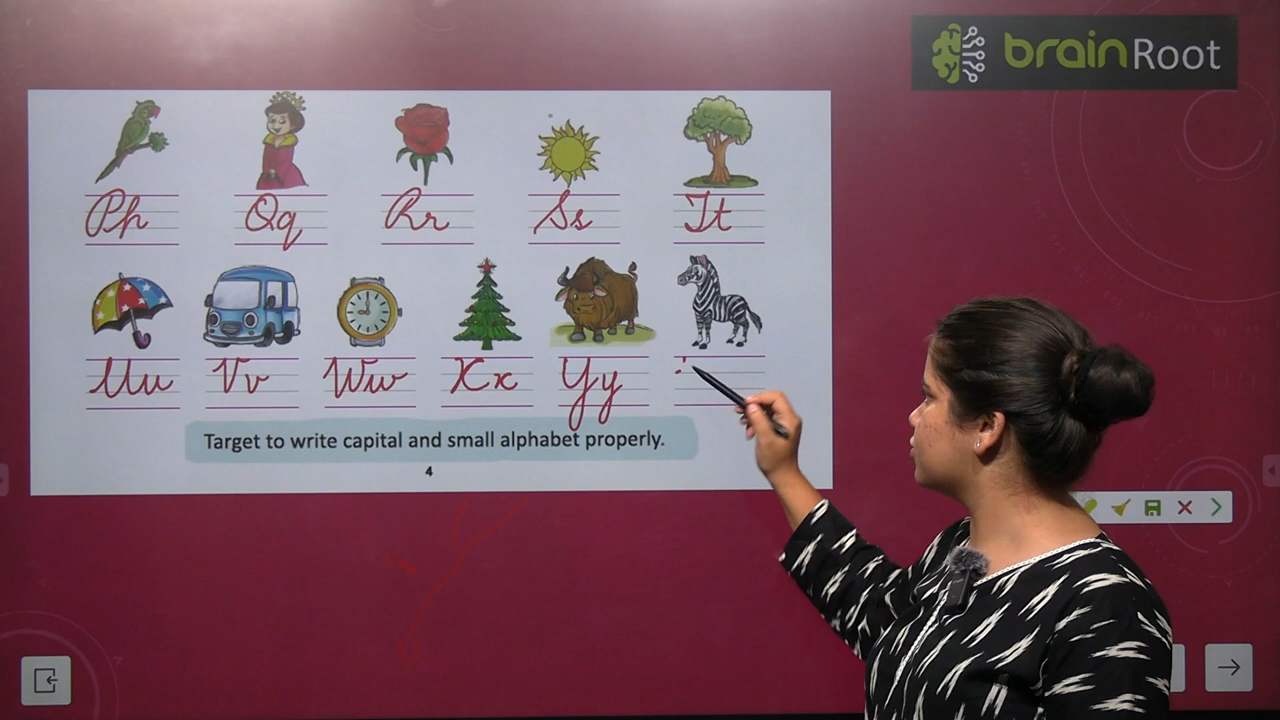 brainRoot
Pp Qq Rr Ss Tt
Uu Vv Ww Xx Yy
Target to write capital and small alphabet properly.
4